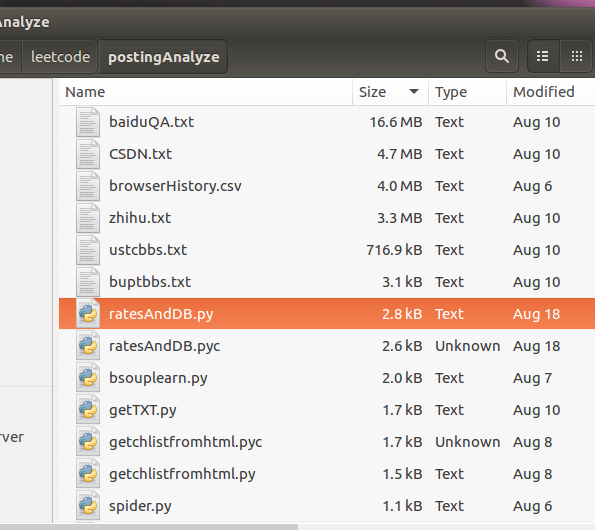 Analyze
ne leetcode postingAnalyze
Name Size Type Modified
baiduQA.txt 16.6 MB Text Aug 10
CSDN.txt 4.7 MB Text Aug 10
browserHistory.csv 4.0 MB Text Aug 6
zhihu.txt 3.3 MB Text Aug 10
ustcbbs.txt 716.9 kB Text Aug 10
buptbbs.txt 3.1 kB Text Aug 10
ratesAndDB.py 2.8 kB Text Aug 18
ratesAndDB.pyc 2.6 kB Unknown Aug 18
bsouplearn.py 2.0 kB Text Aug 7
getTXT.py 1.7 kB Text Aug 10
rver
getchlistfromhtml.pyc 1.7 kB Unknown Aug 8
getchlistfromhtml.py 1.5 kB Text Aug 8
spider.py 1.1 kB Text Aug 6